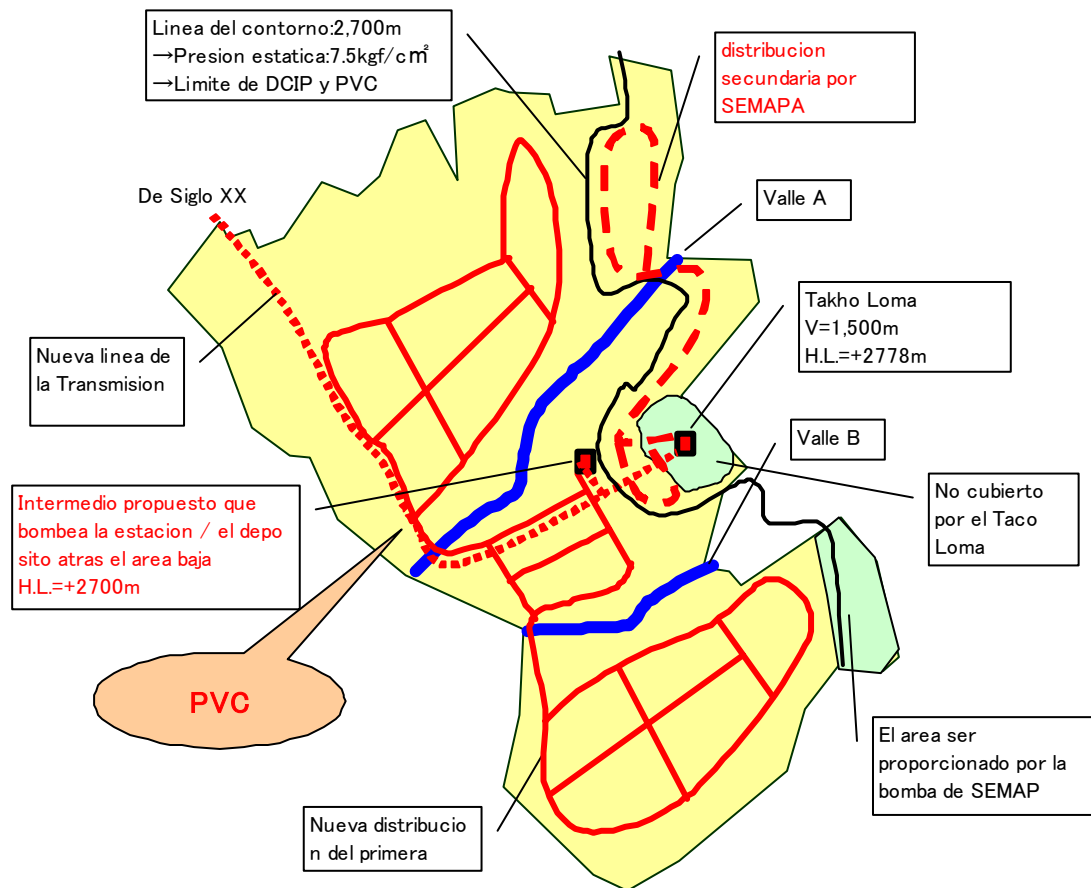 Linea del contorno:2,700m
→Presion estatica:7.5kgf/c㎡
→Limite de DCIP y PVC
distribucion
secundaria por
SEMAPA
De Siglo XX
Valle A
Takho Loma
V=1,500m
H.L.=+2778m
Nueva linea de
la Transmision
Valle B
Intermedio propuesto que
bombea la estacion / el depo
sito atras el area baja
H.L.=+2700m
No cubierto
por el Taco
Loma
PVC
El area ser
proporcionado por la
bomba de SEMAP
Nueva distribucio
n del primera